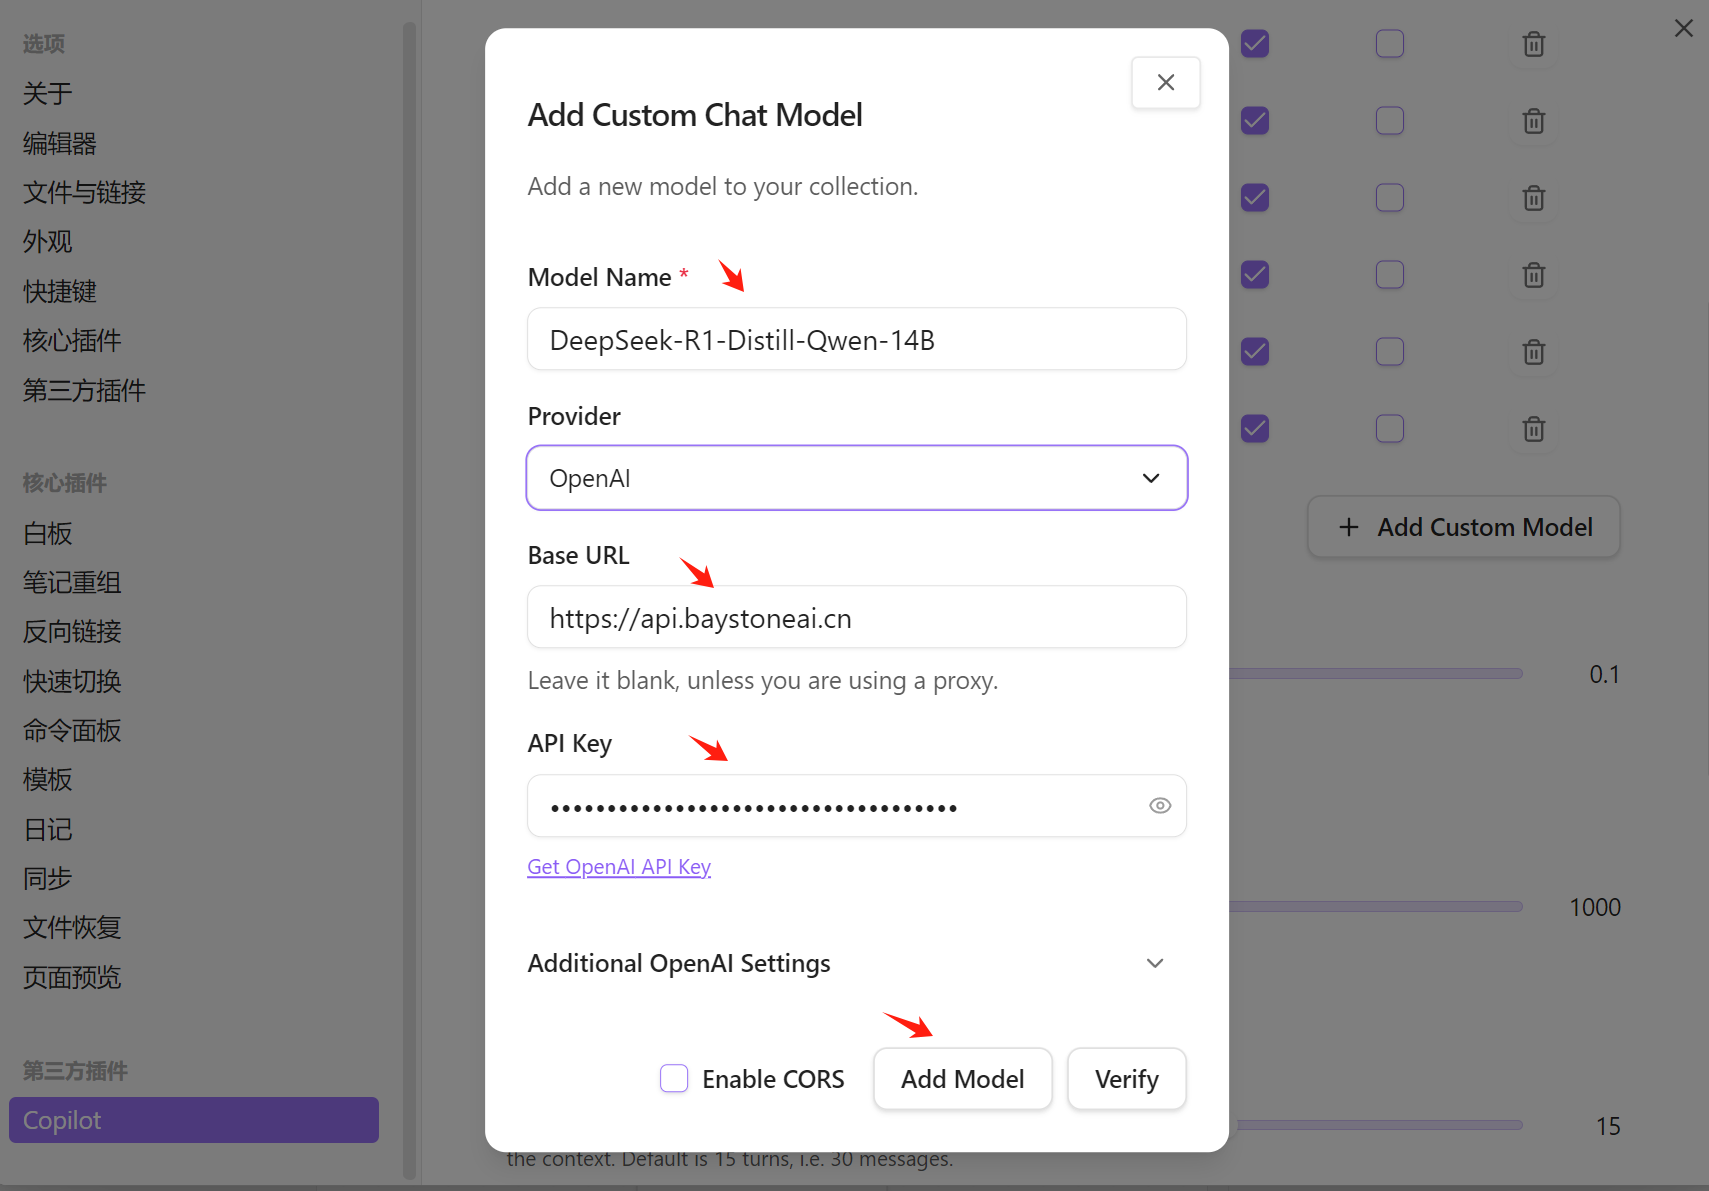 选项
关于
编辑器
文件与链接
外观
快捷键
核心插件
第三方插件
核心插件
白板
笔记重组
反向链接
快速切换
命令面板
模板
日记
同步
文件恢复
页面预览
第三方插件
Copilot
Add Custom Chat Model
Add a new model to your collection.
Model Name *
DeepSeek-R1-Distill-Qwen-14B
Provider
OpenAI
Base URL
https://api.baystoneai.cn
Leave it blank, unless you are using a proxy.
API Key
••••••••••••••••••••••••••••••••••••
Get OpenAI API Key
Additional OpenAI Settings
Enable CORS
Add Model
Verify
+ Add Custom Model
0.1
1000
15
the context. Default is 15 turns, i.e. 30 messages.